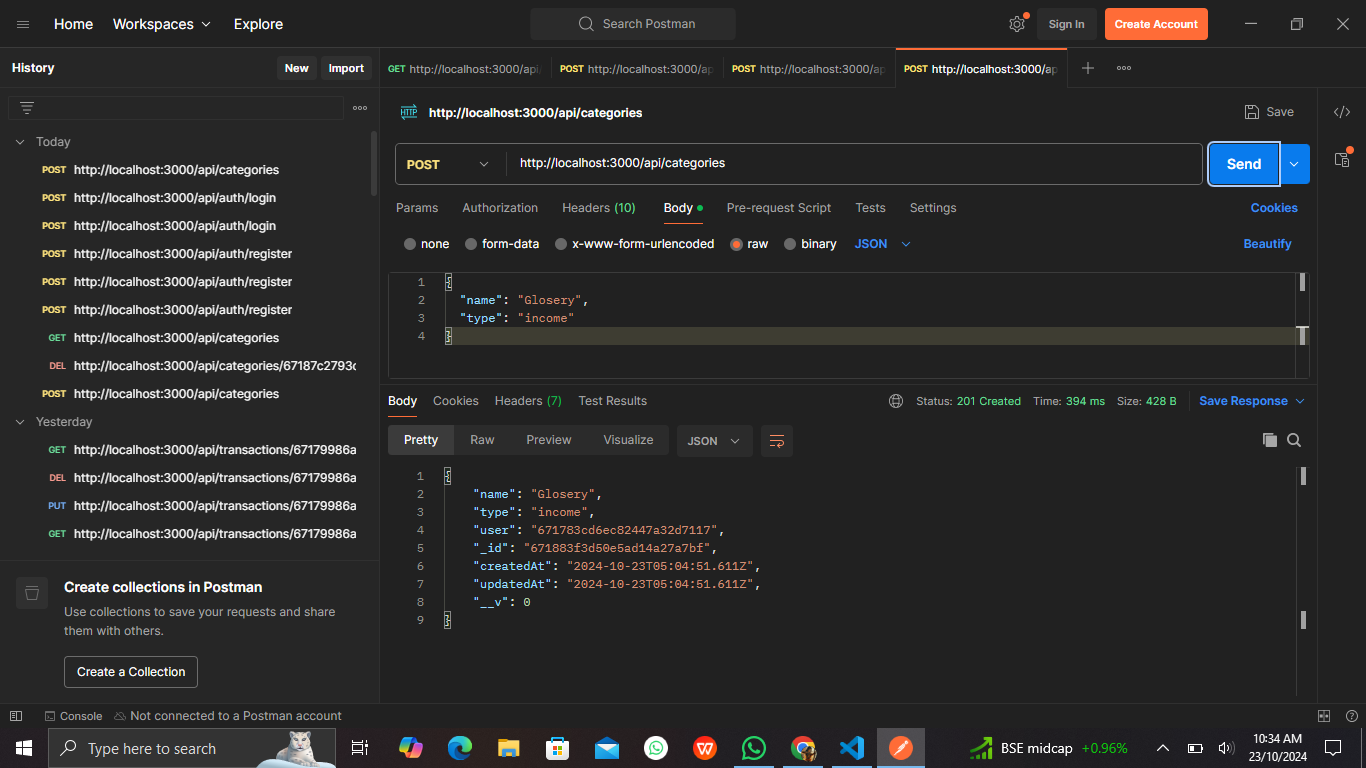 Home Workspaces Explore Search Postman Sign In Create Account
History New Import
GET http://localhost:3000/api POST http://localhost:3000/ap POST http://localhost:3000/ap POST http://localhost:3000/ap
HTTP http://localhost:3000/api/categories Save
POST http://localhost:3000/api/categories Send
Params Authorization Headers (10) Body Pre-request Script Tests Settings Cookies
none form-data x-www-form-urlencoded raw binary JSON Beautify
1 {
2 "name": "Glosery",
3 "type": "income"
4 }
Today
POST http://localhost:3000/api/categories
POST http://localhost:3000/api/auth/login
POST http://localhost:3000/api/auth/login
POST http://localhost:3000/api/auth/register
POST http://localhost:3000/api/auth/register
POST http://localhost:3000/api/auth/register
GET http://localhost:3000/api/categories
DEL http://localhost:3000/api/categories/67187c2793c
POST http://localhost:3000/api/categories
Yesterday
GET http://localhost:3000/api/transactions/67179986a
DEL http://localhost:3000/api/transactions/67179986a
PUT http://localhost:3000/api/transactions/67179986a
GET http://localhost:3000/api/transactions/67179986a
Create collections in Postman
Use collections to save your requests and share
them with others.
Create a Collection
Body Cookies Headers (7) Test Results Status: 201 Created Time: 394 ms Size: 428 B Save Response
Pretty Raw Preview Visualize JSON
1 {
2 "name": "Glosery",
3 "type": "income",
4 "user": "671783cd6ec82447a32d7117",
5 "_id": "671883f3d50e5ad14a27a7bf",
6 "createdAt": "2024-10-23T05:04:51.611Z",
7 "updatedAt": "2024-10-23T05:04:51.611Z",
8 "__v": 0
9 }
Console Not connected to a Postman account
Type here to search BSE midcap +0.96% 10:34 AM
23/10/2024